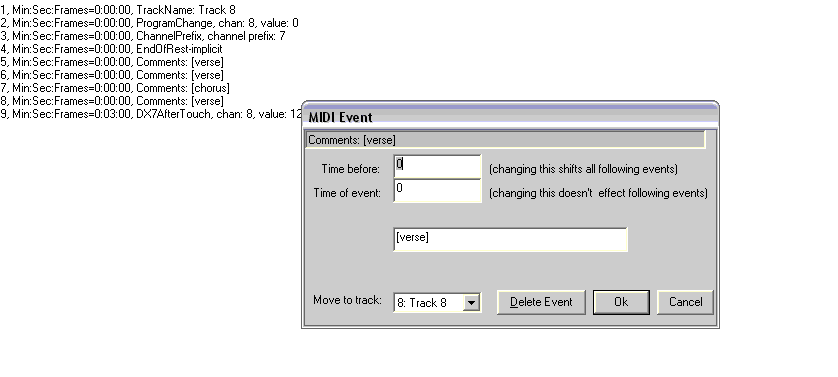 1, Min:Sec:Frames=0:00:00, TrackName: Track 8
2, Min:Sec:Frames=0:00:00, ProgramChange, chan: 8, value: 0
3, Min:Sec:Frames=0:00:00, ChannelPrefix, channel prefix: 7
4, Min:Sec:Frames=0:00:00, EndOfRest-implicit
5, Min:Sec:Frames=0:00:00, Comments: [verse]
6, Min:Sec:Frames=0:00:00, Comments: [verse]
7, Min:Sec:Frames=0:00:00, Comments: [chorus]
8, Min:Sec:Frames=0:00:00, Comments: [verse]
9, Min:Sec:Frames=0:03:00, DX7AfterTouch, chan: 8, value: 12
MIDI Event
Comments: [verse]
Time before: 0 (changing this shifts all following events)
Time of event: 0 (changing this doesn't effect following events)
[verse]
Move to track: 8: Track 8 Delete Event Ok Cancel